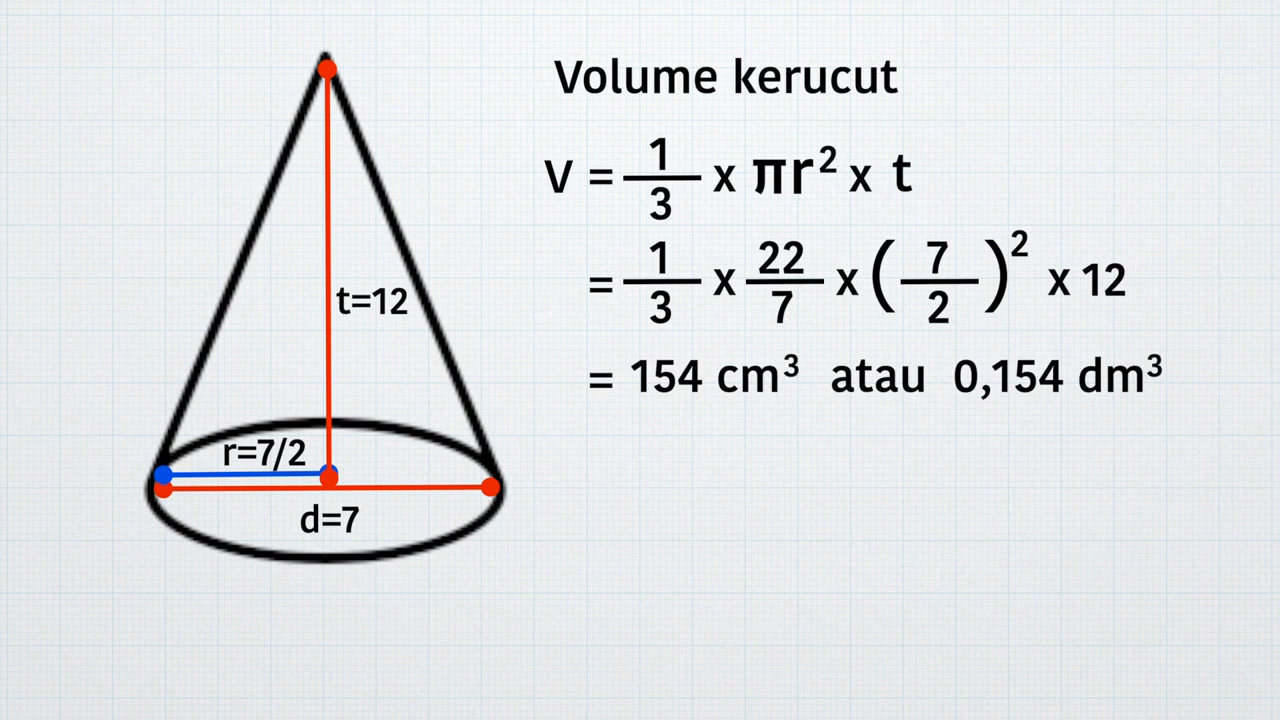 Volume kerucut
V = 1/3 x πr² x t
= 1/3 x 22/7 x (7/2)² x 12
= 154 cm³ atau 0,154 dm³
t=12
r=7/2
d=7